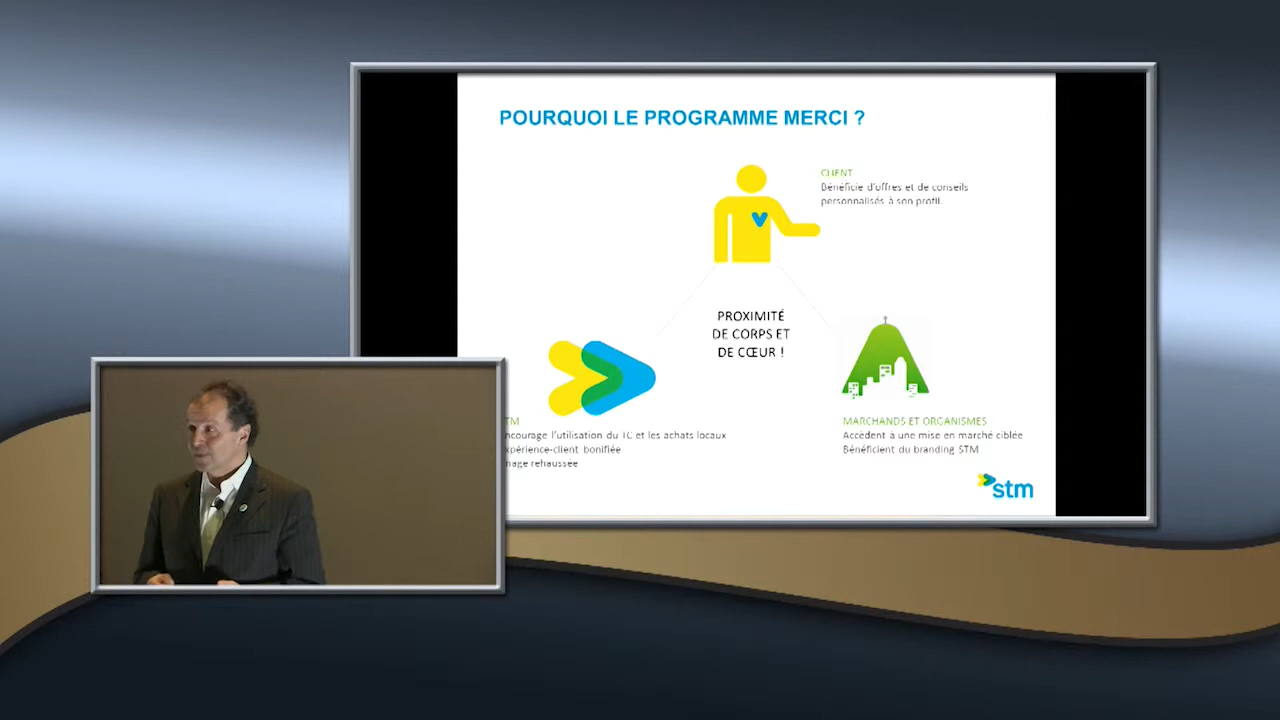 POURQUOI LE PROGRAMME MERCI ?
CLIENT
Bénéficie d'offres et de conseils
personnalisés à son profil.
PROXIMITÉ
DE CORPS ET
DE CŒUR !
TM
ncourage l'utilisation du TC et les achats locaux
xpérience-client bonifiée
mage rehaussée
MARCHANDS ET ORGANISMES
Accèdent à une mise en marché ciblée
Bénéficient du branding STM
stm